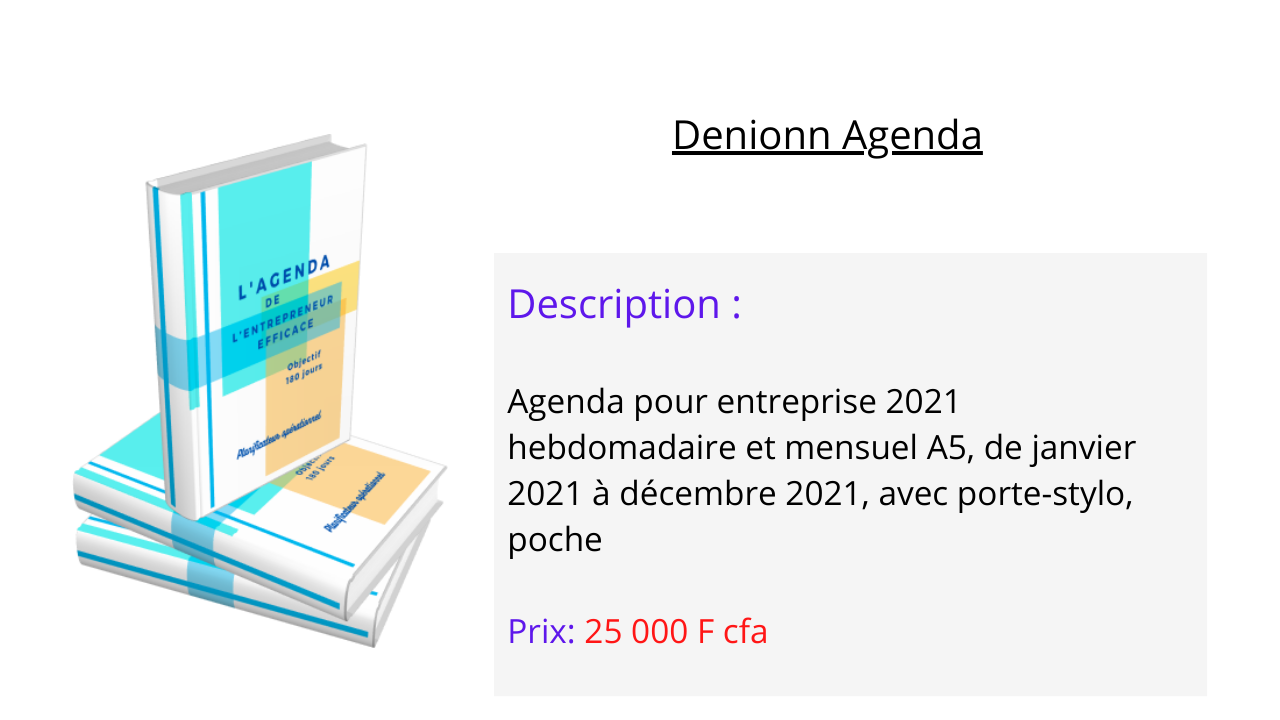 Denionn Agenda
L'AGENDA
DE
L'ENTREPRENEUR
EFFICACE
Objectif
180 jours
Planificateur opérationnel
Objectif
180 jours
Planificateur opérationnel
Description :
Agenda pour entreprise 2021
hebdomadaire et mensuel A5, de janvier
2021 à décembre 2021, avec porte-stylo,
poche
Prix: 25 000 F cfa